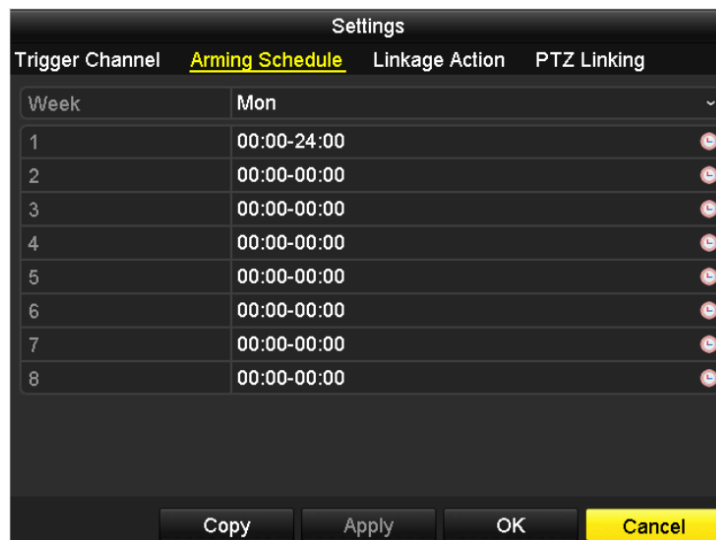 Settings
Trigger Channel Arming Schedule Linkage Action PTZ Linking
Week Mon
1 00:00-24:00
2 00:00-00:00
3 00:00-00:00
4 00:00-00:00
5 00:00-00:00
6 00:00-00:00
7 00:00-00:00
8 00:00-00:00
Copy Apply OK Cancel